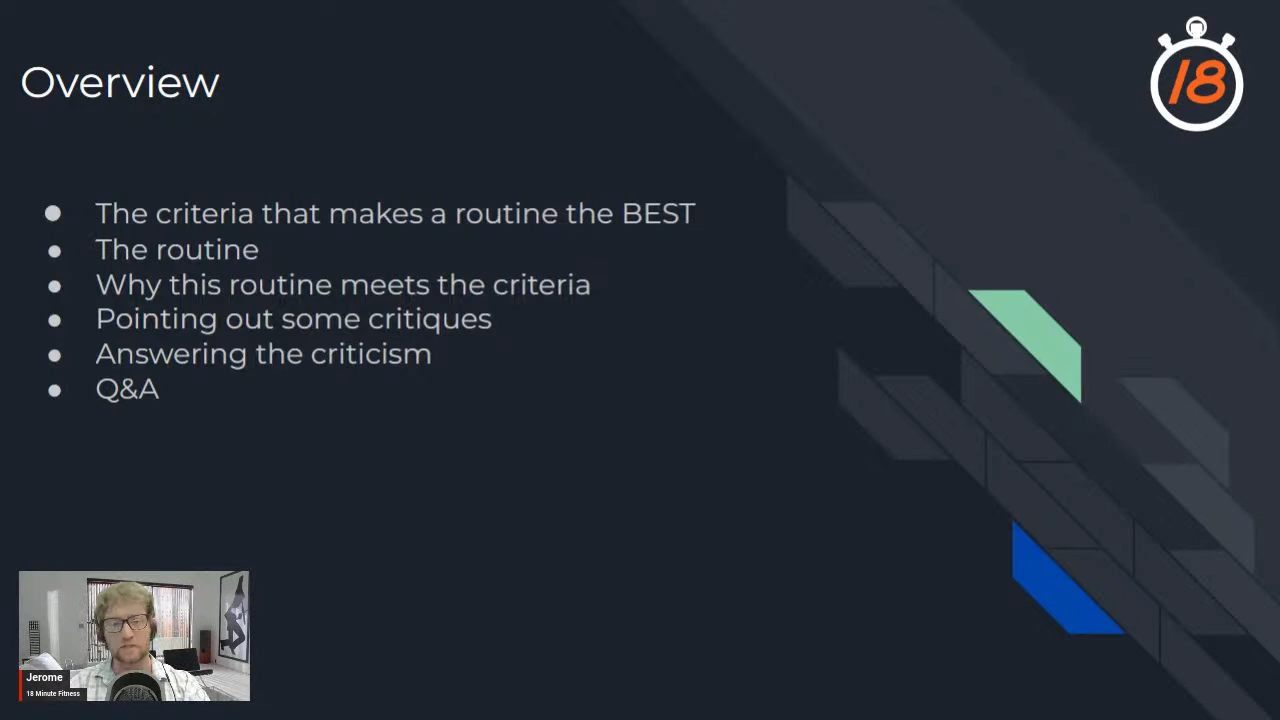 18
Overview
The criteria that makes a routine the BEST
The routine
Why this routine meets the criteria
Pointing out some critiques
Answering the criticism
Q&A
Jerome
18 Minute Fitness